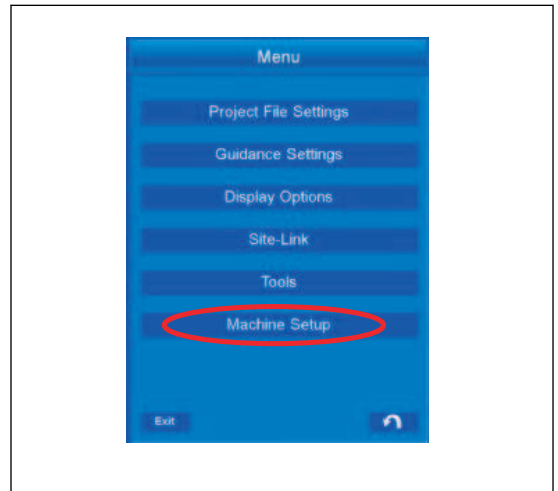 Menu
Project File Settings
Guidance Settings
Display Options
Site-Link
Tools
Machine Setup
Exit